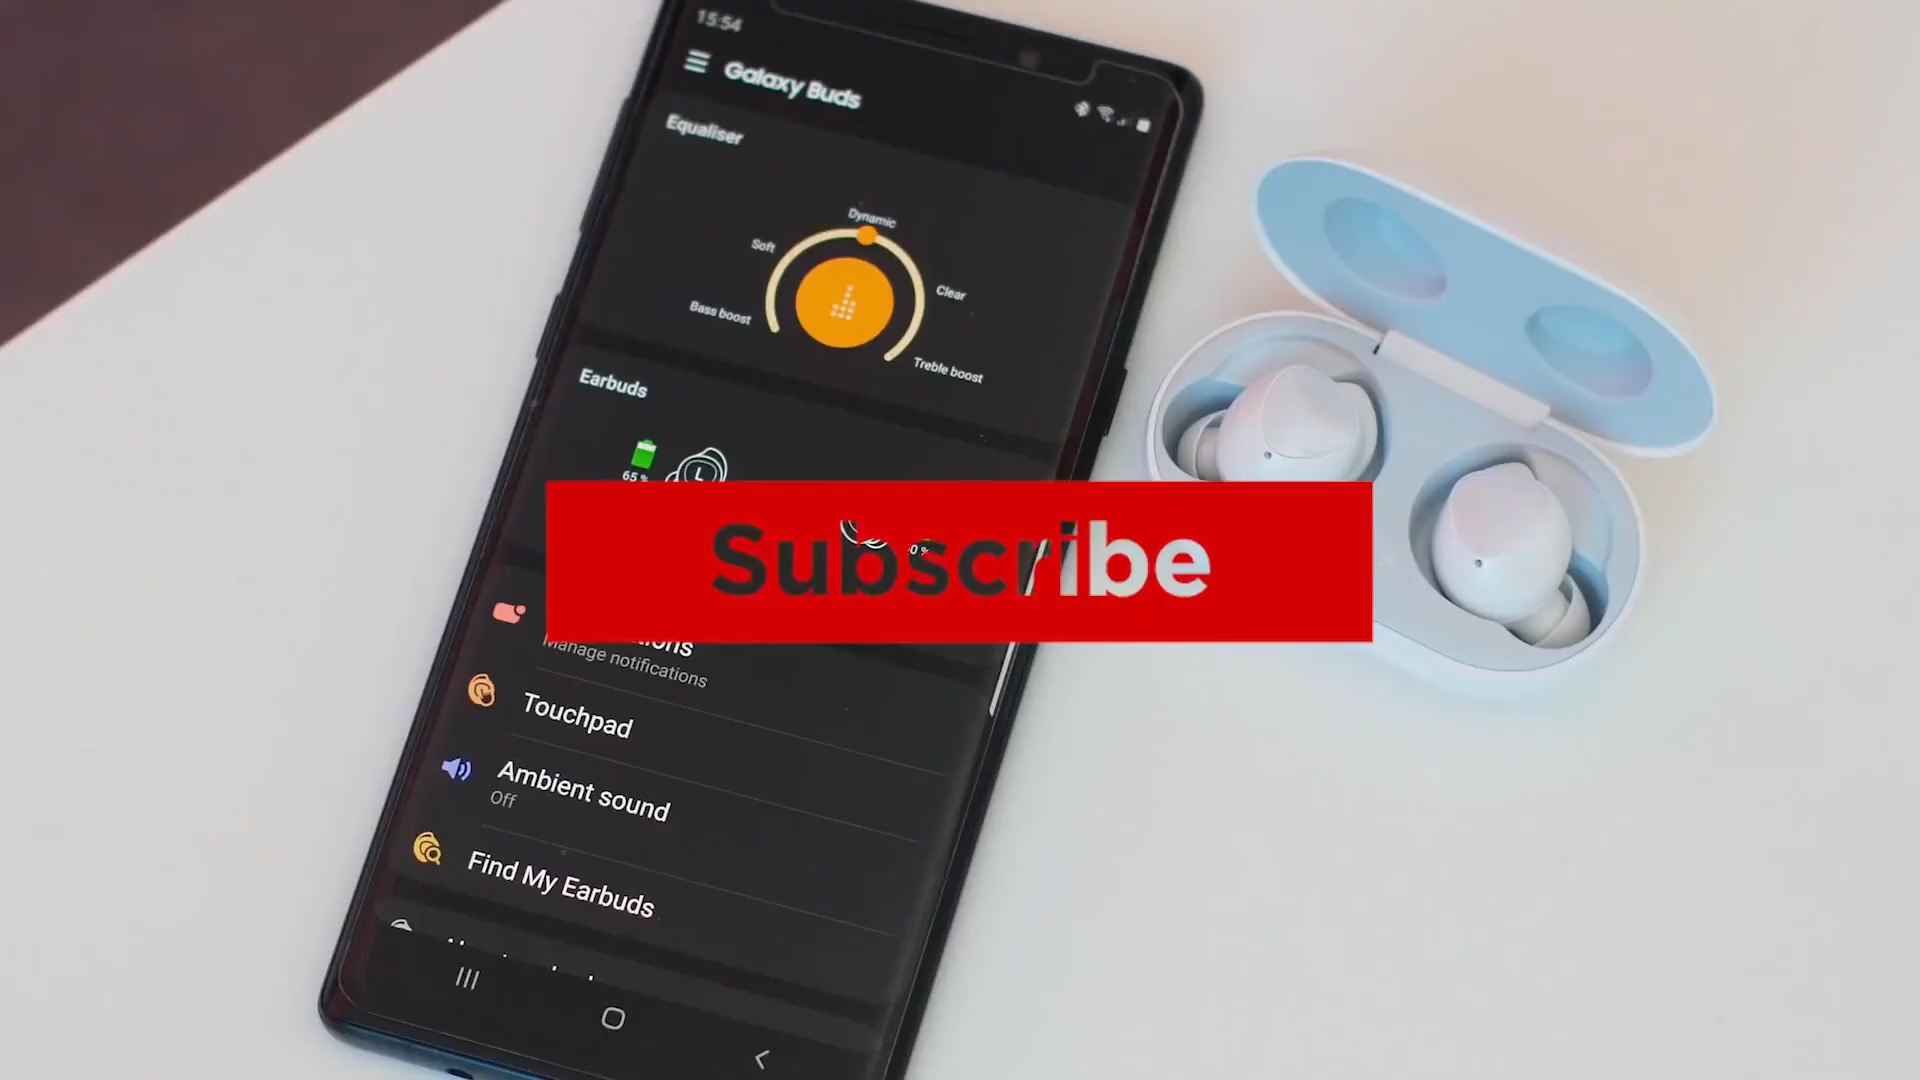 15:54
Galaxy Buds
Equaliser
Dynamic
Soft
Clear
Bass boost
Treble boost
Earbuds
L
65 %
Subscribe
Manage notifications
Touchpad
Ambient sound
Off
Find My Earbuds